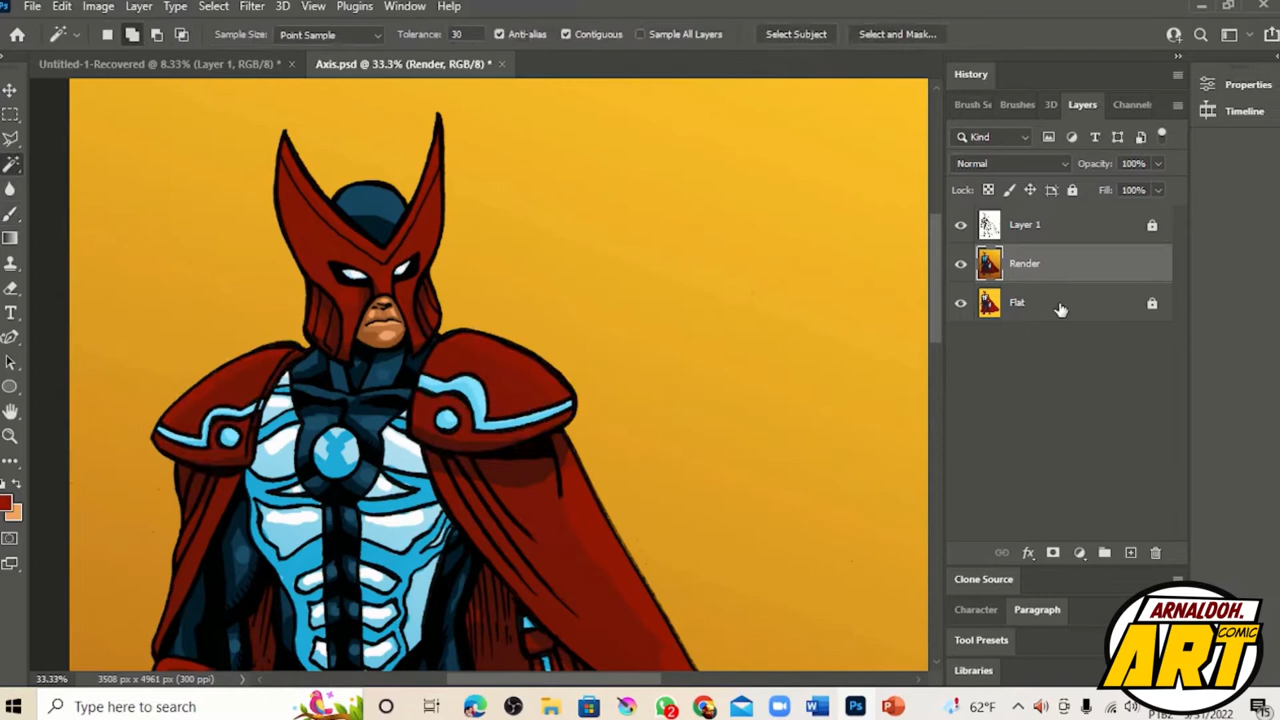 Ps File Edit Image Layer Type Select Filter 3D View Plugins Window Help
Sample Size: Point Sample Tolerance: 30 Anti-alias Contiguous Sample All Layers Select Subject Select and Mask...
Untitled-1-Recovered @ 8.33% (Layer 1, RGB/8) * × Axis.psd @ 33.3% (Render, RGB/8) * ×
History
Properties
Brush Se Brushes 3D Layers Channel
Timeline
Kind
Normal Opacity: 100%
Lock: Fill: 100%
Layer 1
Render
Flat
fx
Clone Source
Character Paragraph
Tool Presets
Libraries
33.33% 3508 px x 4961 px (300 ppi)
ARNALDOH.
COMIC
ART
Type here to search
2
62°F
15